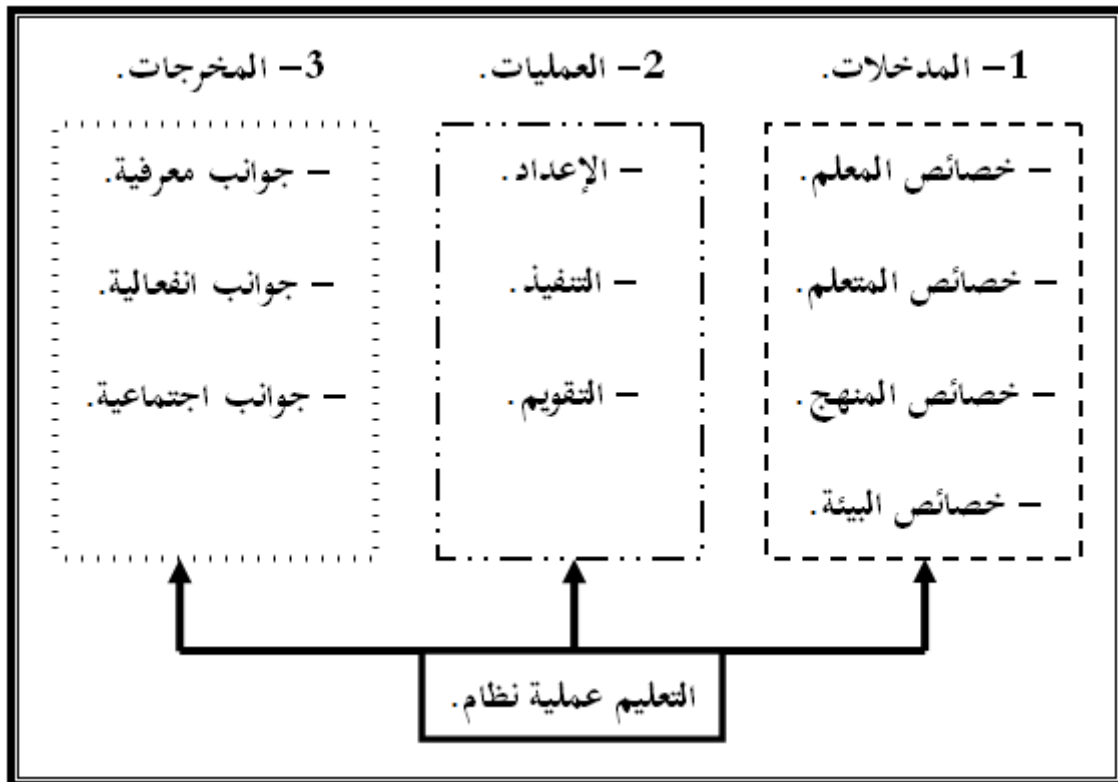 1- المدخلات.
- خصائص المعلم.
- خصائص المتعلم.
- خصائص المنهج.
- خصائص البيئة.
2- العمليات.
- الإعداد.
- التنفيذ.
- التقويم.
3- المخرجات.
- جوانب معرفية.
- جوانب انفعالية.
- جوانب اجتماعية.
التعليم عملية نظام.